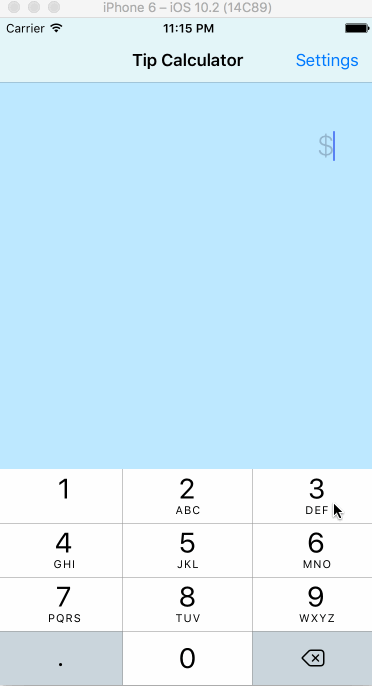 iPhone 6 – iOS 10.2 (14C89)
Carrier 11:15 PM
Tip Calculator Settings
$
1 2 3
ABC DEF
4 5 6
GHI JKL MNO
7 8 9
PQRS TUV WXYZ
. 0